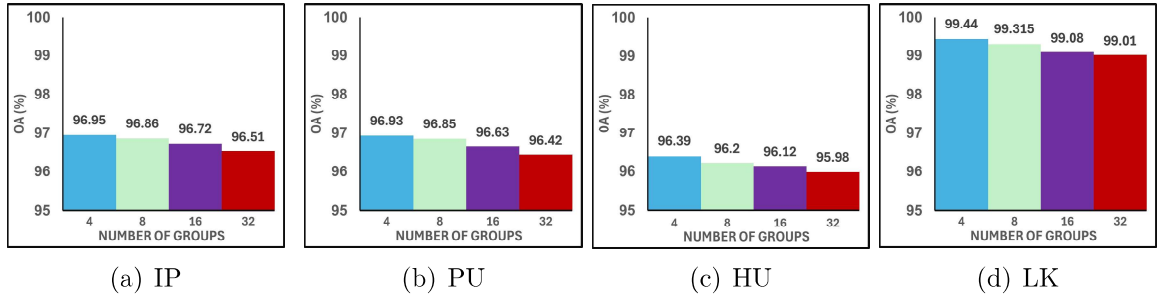 100
99
98
97
96
95
OA (%)
96.95
96.86
96.72
96.51
4 8 16 32
NUMBER OF GROUPS
(a) IP
100
99
98
97
96
95
OA (%)
96.93
96.85
96.63
96.42
4 8 16 32
NUMBER OF GROUPS
(b) PU
100
99
98
97
96
95
0A (%)
96.39
96.2
96.12
95.98
4 8 16 32
NUMBER OF GROUPS
(c) HU
100
99
98
97
96
95
OA (%)
99.44
99.315
99.08
99.01
4 8 16 32
NUMBER OF GROUPS
(d) LK